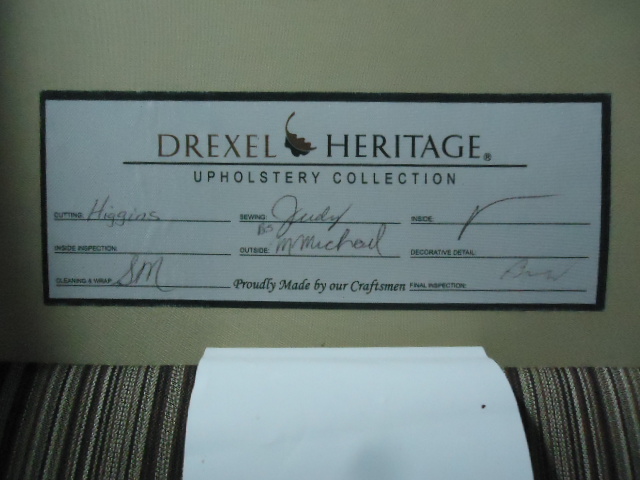 DREXEL HERITAGE®
UPHOLSTERY COLLECTION
CUTTING: Higgins SEWING: Judy INSIDE:
INSIDE INSPECTION: OUTSIDE: DECORATIVE DETAIL:
CLEANING & WRAP: SM Proudly Made by our Craftsmen FINAL INSPECTION: